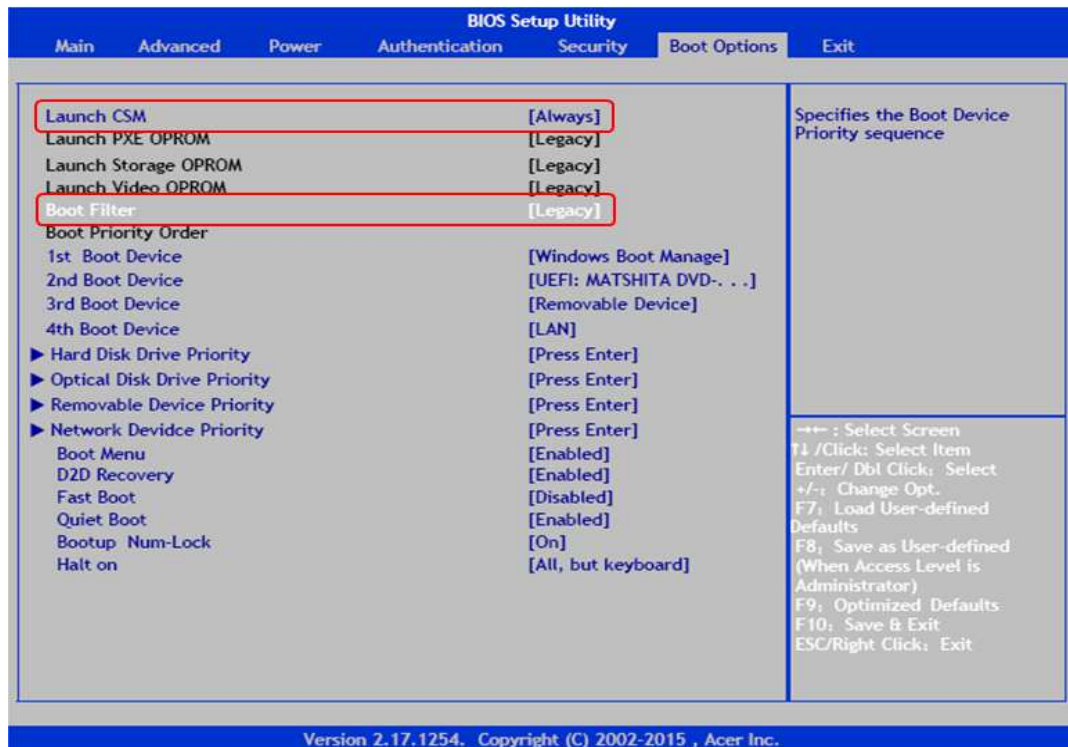 BIOS Setup Utility
Main Advanced Power Authentication Security Boot Options Exit
Launch CSM [Always]
Launch PXE OPROM [Legacy]
Launch Storage OPROM [Legacy]
Launch Video OPROM [Legacy]
Boot Filter [Legacy]
Boot Priority Order
1st Boot Device [Windows Boot Manage]
2nd Boot Device [UEFI: MATSHITA DVD-. . .]
3rd Boot Device [Removable Device]
4th Boot Device [LAN]
▶ Hard Disk Drive Priority [Press Enter]
▶ Optical Disk Drive Priority [Press Enter]
▶ Removable Device Priority [Press Enter]
▶ Network Devidce Priority [Press Enter]
Boot Menu [Enabled]
D2D Recovery [Enabled]
Fast Boot [Disabled]
Quiet Boot [Enabled]
Bootup Num-Lock [On]
Halt on [All, but keyboard]
Specifies the Boot Device
Priority sequence
→← : Select Screen
↑↓ /Click: Select Item
Enter/ Dbl Click: Select
+/-: Change Opt.
F7: Load User-defined
Defaults
F8: Save as User-defined
(When Access Level is
Administrator)
F9: Optimized Defaults
F10: Save & Exit
ESC/Right Click: Exit
Version 2.17.1254. Copyright (C) 2002-2015 , Acer Inc.